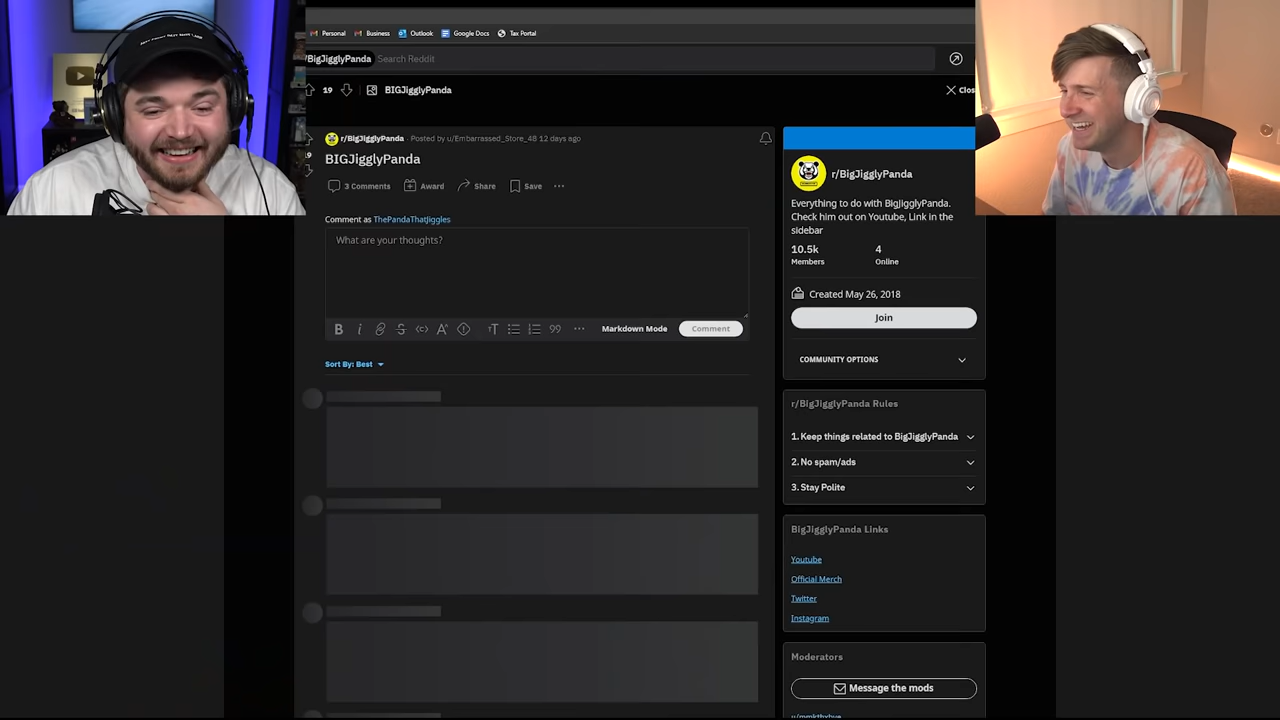 Personal
Business
Outlook
Google Docs
Tax Portal
/BigJigglyPanda
Search Reddit
19
BIGJigglyPanda
Clos
r/BigJigglyPanda · Posted by u/Embarrassed_Store_48 12 days ago
BIGJigglyPanda
3 Comments
Award
Share
Save
Comment as ThePandaThatJiggles
What are your thoughts?
Markdown Mode
Comment
Sort By: Best
r/BigJigglyPanda
Everything to do with BigJigglyPanda.
Check him out on Youtube, Link in the
sidebar
10.5k
Members
4
Online
Created May 26, 2018
Join
COMMUNITY OPTIONS
r/BigJigglyPanda Rules
1. Keep things related to BigJigglyPanda
2. No spam/ads
3. Stay Polite
BigJigglyPanda Links
Youtube
Official Merch
Twitter
Instagram
Moderators
Message the mods